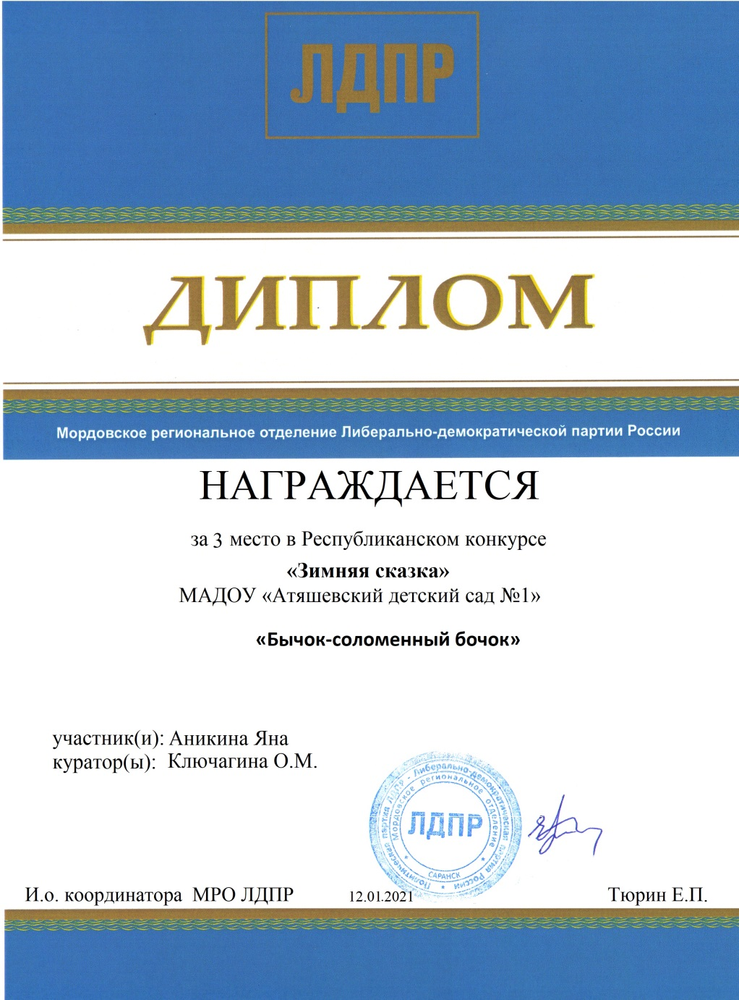 ЛДПР
ДИПЛОМ
Мордовское региональное отделение Либерально-демократической партии России
НАГРАЖДАЕТСЯ
за 3 место в Республиканском конкурсе
«Зимняя сказка»
МАДОУ «Атяшевский детский сад №1»
«Бычок-соломенный бочок»
участник(и): Аникина Яна
куратор(ы): Ключагина О.М.
Политическая партия ЛДПР - Либерально-демократическая партия России
Мордовское региональное отделение
ЛДПР
САРАНСК
И.о. координатора МРО ЛДПР 12.01.2021 Тюрин Е.П.